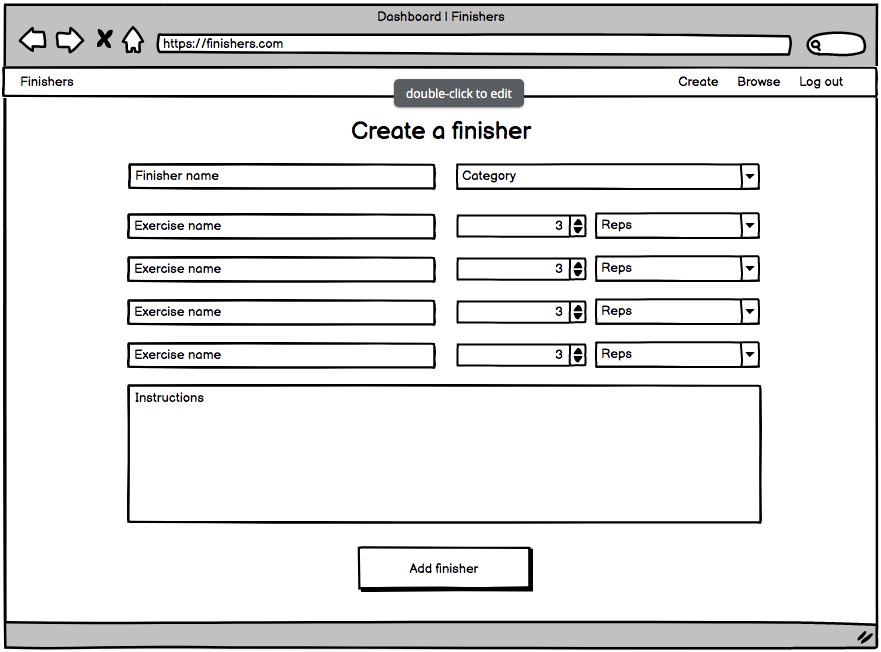 Dashboard | Finishers
https://finishers.com
Finishers
Create Browse Log out
double-click to edit
Create a finisher
Finisher name Category
Exercise name 3 Reps
Exercise name 3 Reps
Exercise name 3 Reps
Exercise name 3 Reps
Instructions
Add finisher